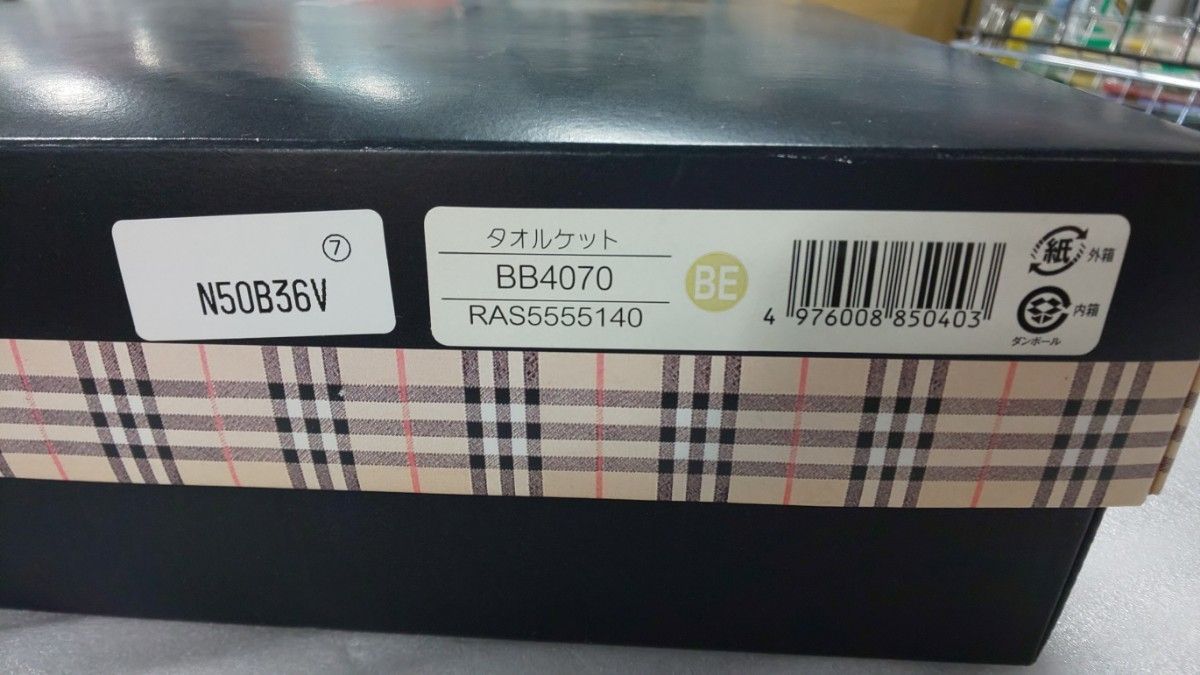 ⑦
N50B36V
タオルケット
BB4070
RAS5555140
BE
4 976008 850403
紙 外箱
内箱
ダンボール